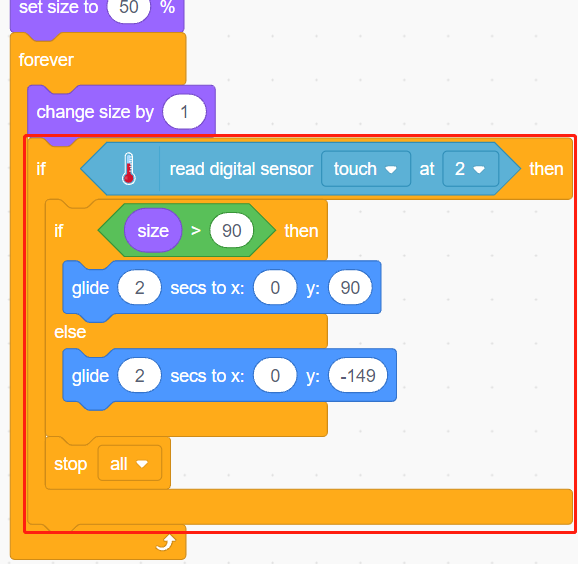 set size to 50 %
forever
change size by 1
if read digital sensor touch at 2 then
if size > 90 then
glide 2 secs to x: 0 y: 90
else
glide 2 secs to x: 0 y: -149
stop all